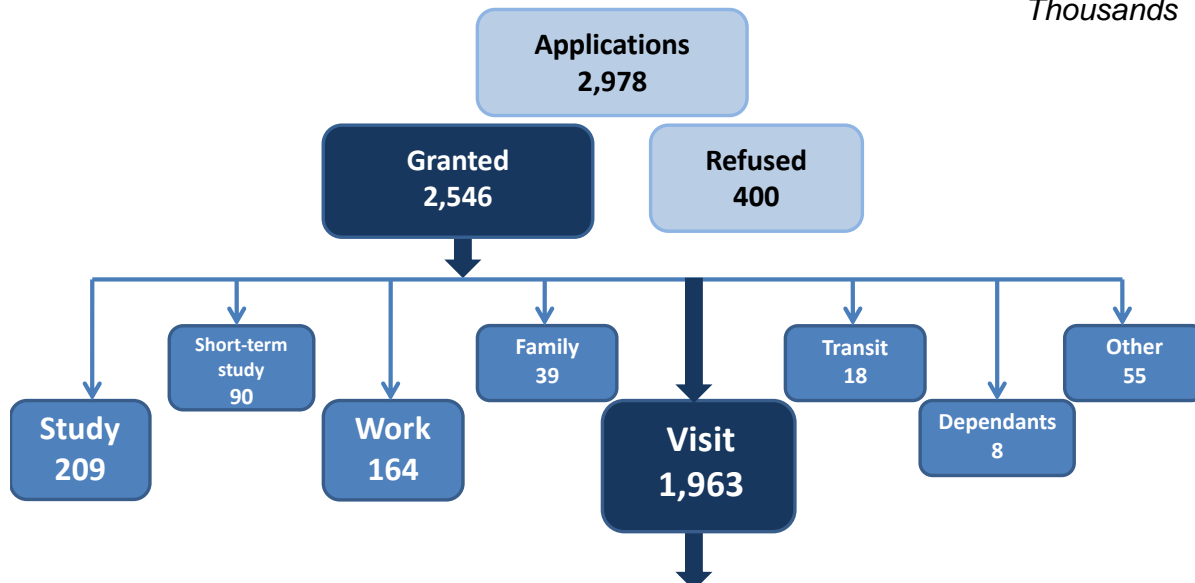 Thousands
Applications
2,978
Granted
2,546
Refused
400
Short-term
study
90
Family
39
Transit
18
Other
55
Study
209
Work
164
Visit
1,963
Dependants
8